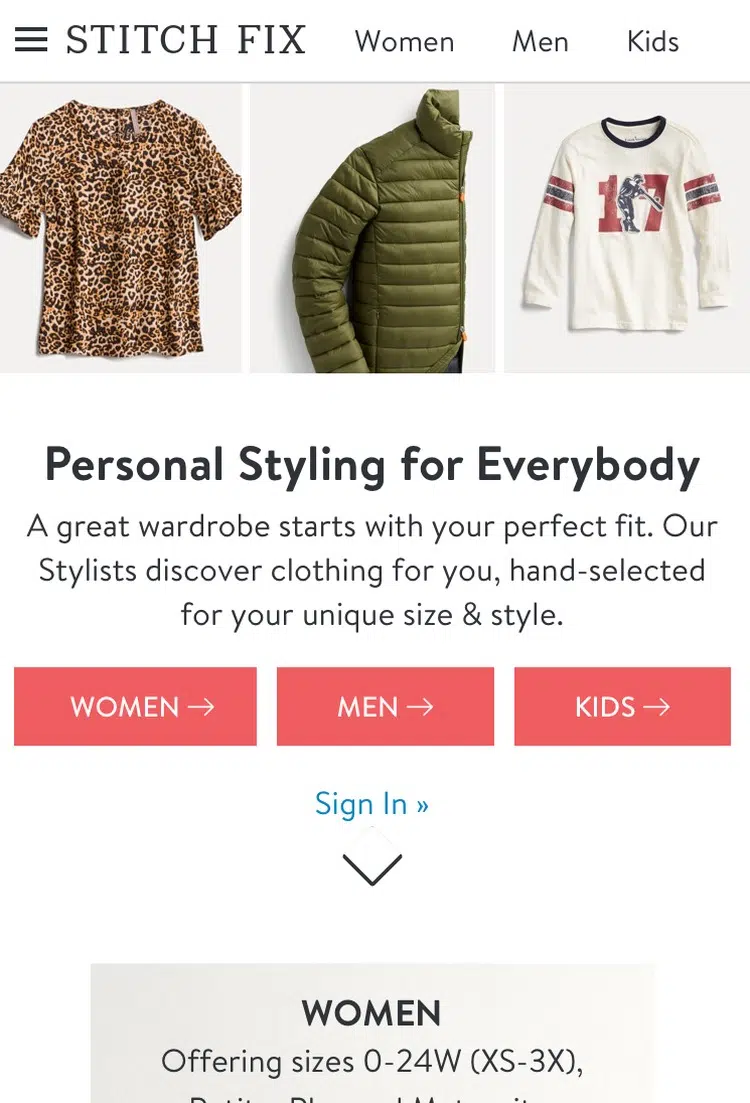 STITCH FIX Women Men Kids
17
Personal Styling for Everybody
A great wardrobe starts with your perfect fit. Our
Stylists discover clothing for you, hand-selected
for your unique size & style.
WOMEN → MEN → KIDS →
Sign In »
WOMEN
Offering sizes 0-24W (XS-3X),